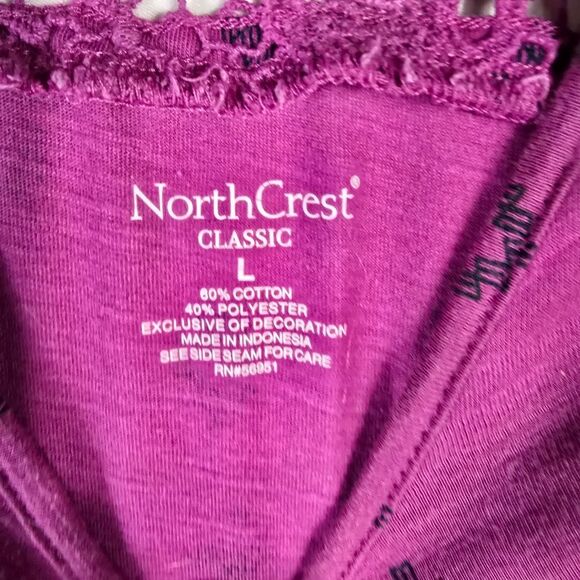 NorthCrest®
CLASSIC
L
60% COTTON
40% POLYESTER
EXCLUSIVE OF DECORATION
MADE IN INDONESIA
SEE SIDE SEAM FOR CARE
RN#56951